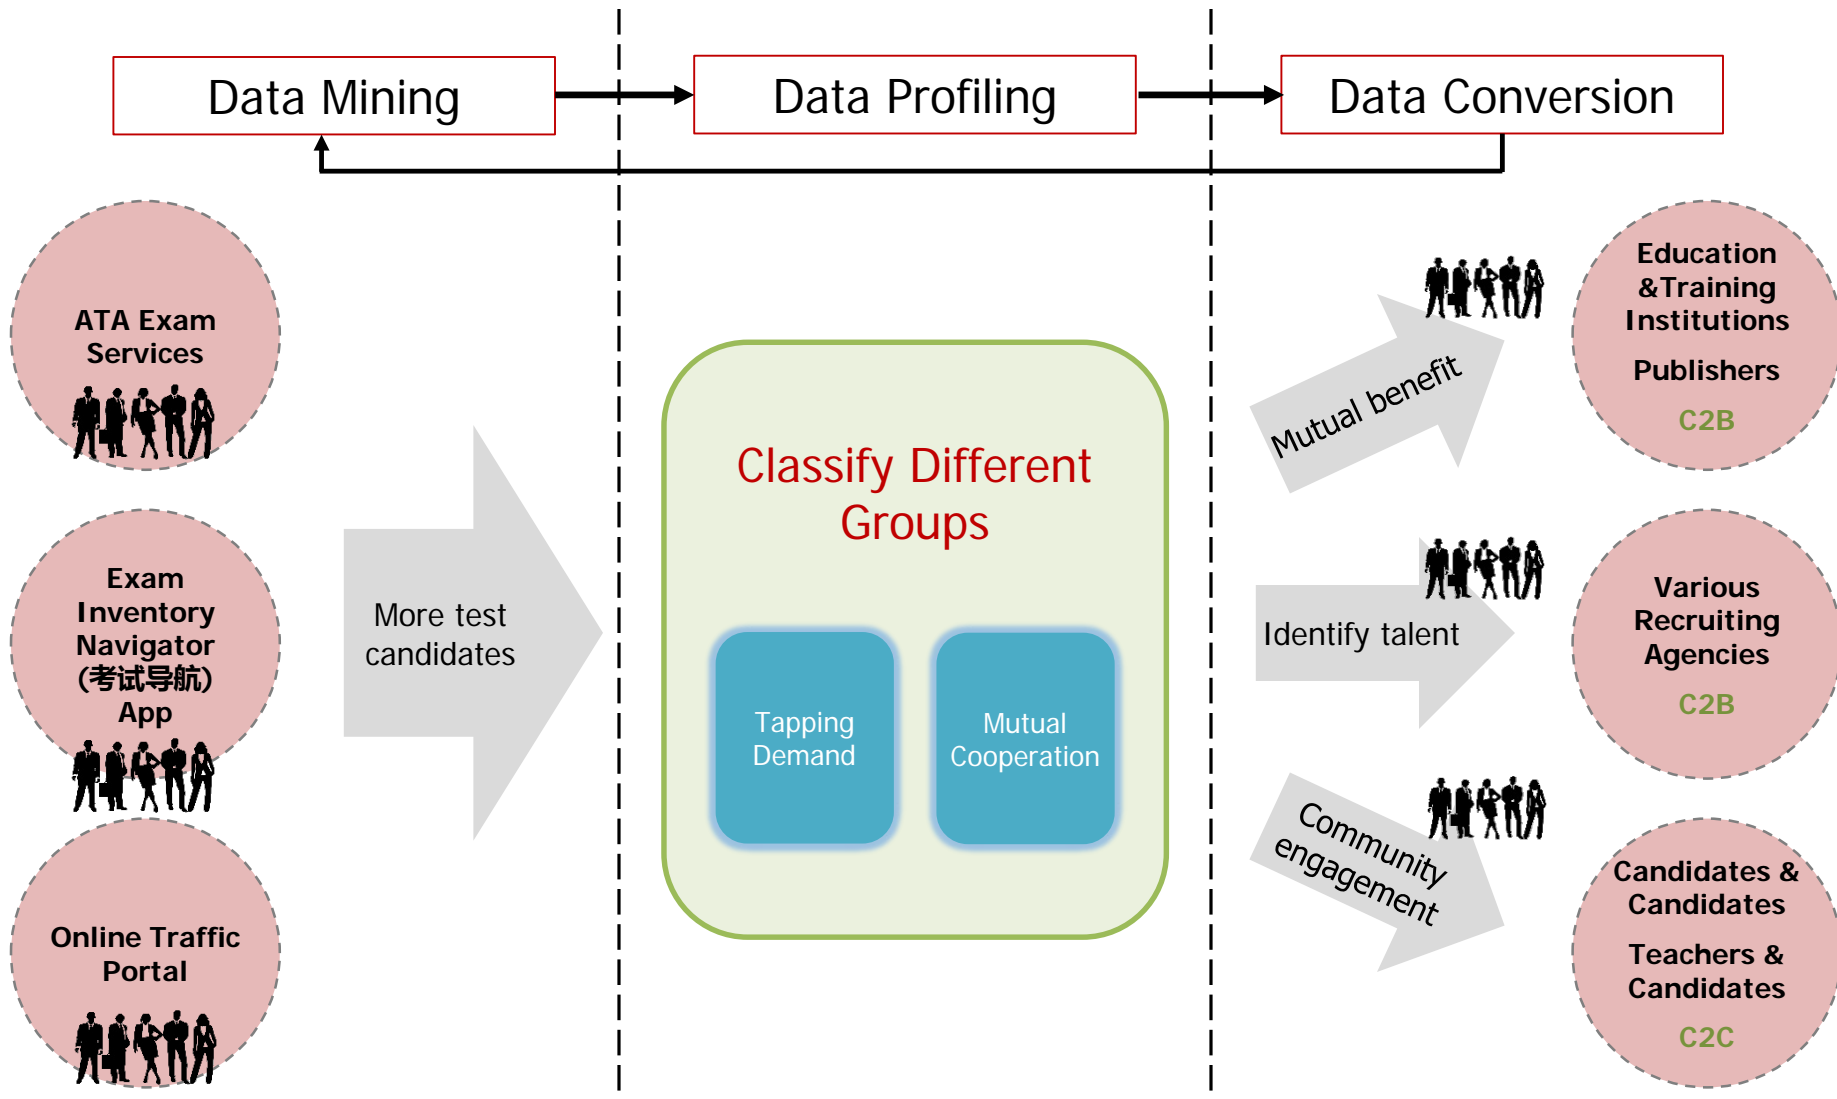 Data Mining
Data Profiling
Data Conversion
ATA Exam
Services
Exam
Inventory
Navigator
(考试导航)
App
Online Traffic
Portal
More test
candidates
Classify Different
Groups
Tapping
Demand
Mutual
Cooperation
Mutual benefit
Identify talent
Community
engagement
Education
&Training
Institutions
Publishers
C2B
Various
Recruiting
Agencies
C2B
Candidates &
Candidates
Teachers &
Candidates
C2C